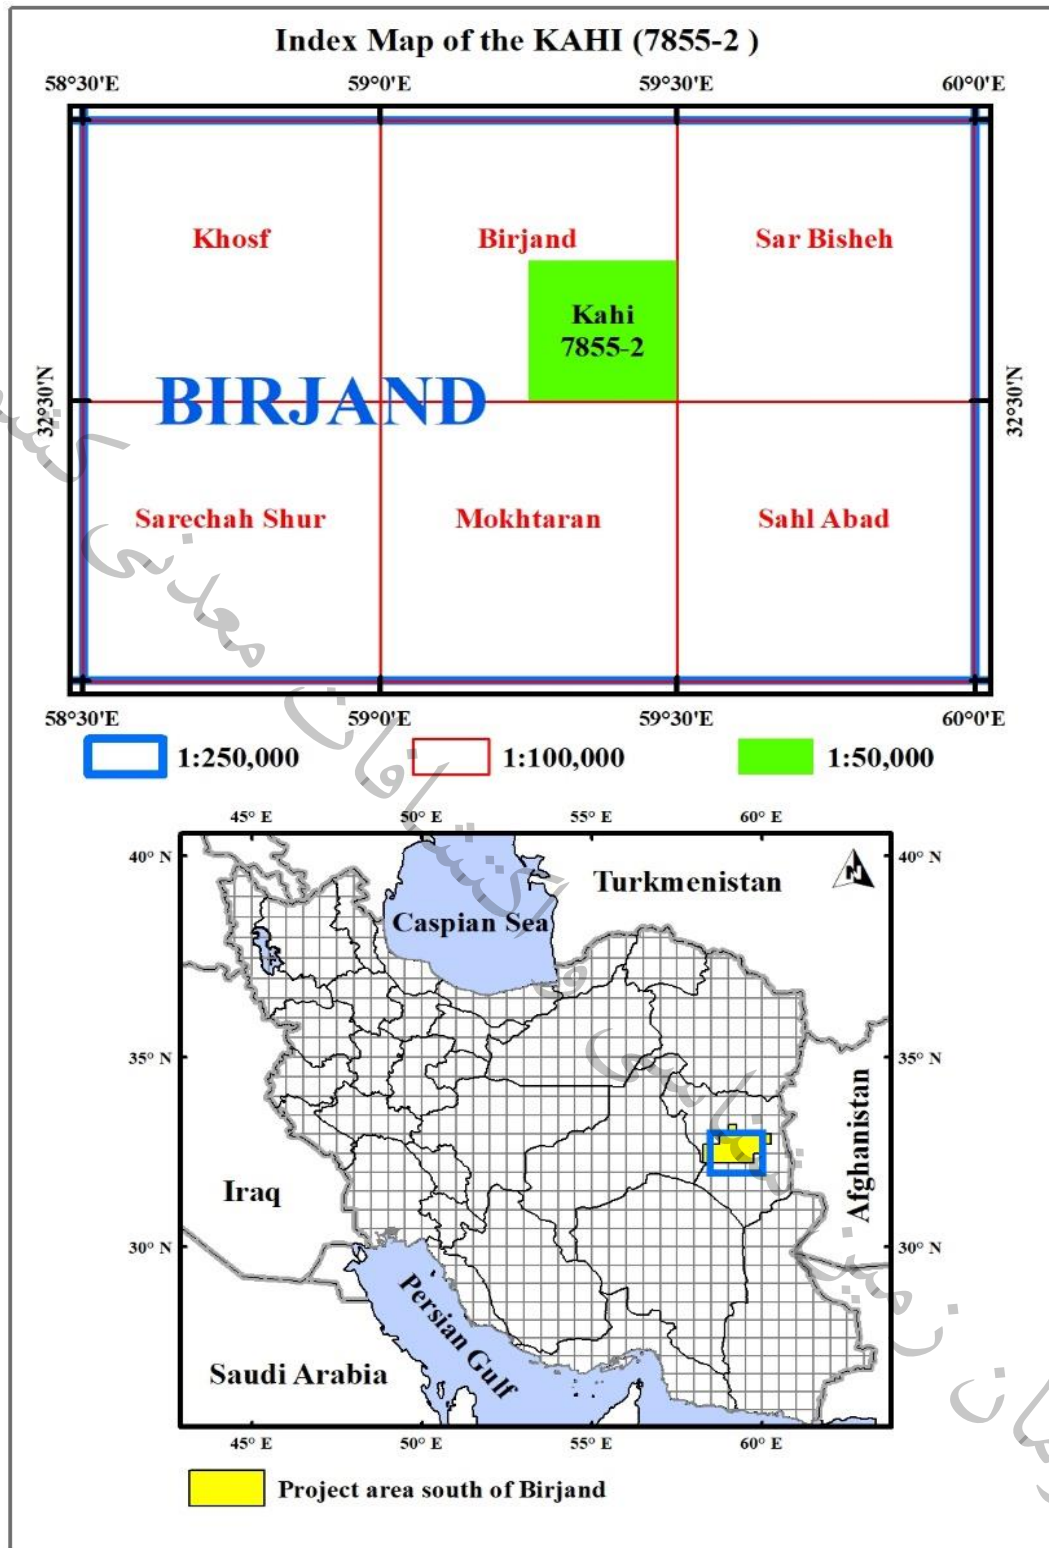 Index Map of the KAHI (7855-2 )
58°30'E 59°0'E 59°30'E 60°0'E
Khosf Birjand Sar Bisheh
Kahi
7855-2
32°30'N 32°30'N
BIRJAND
Sarechah Shur Mokhtaran Sahl Abad
58°30'E 59°0'E 59°30'E 60°0'E
1:250,000 1:100,000 1:50,000
45° E 50° E 55° E 60° E
40° N 40° N
Turkmenistan
N
Caspian Sea
35° N 35° N
Afghanistan
Iraq
30° N 30° N
Persian Gulf
Saudi Arabia
45° E 50° E 55° E 60° E
Project area south of Birjand
زمین شناسی و اکتشافات معدنی